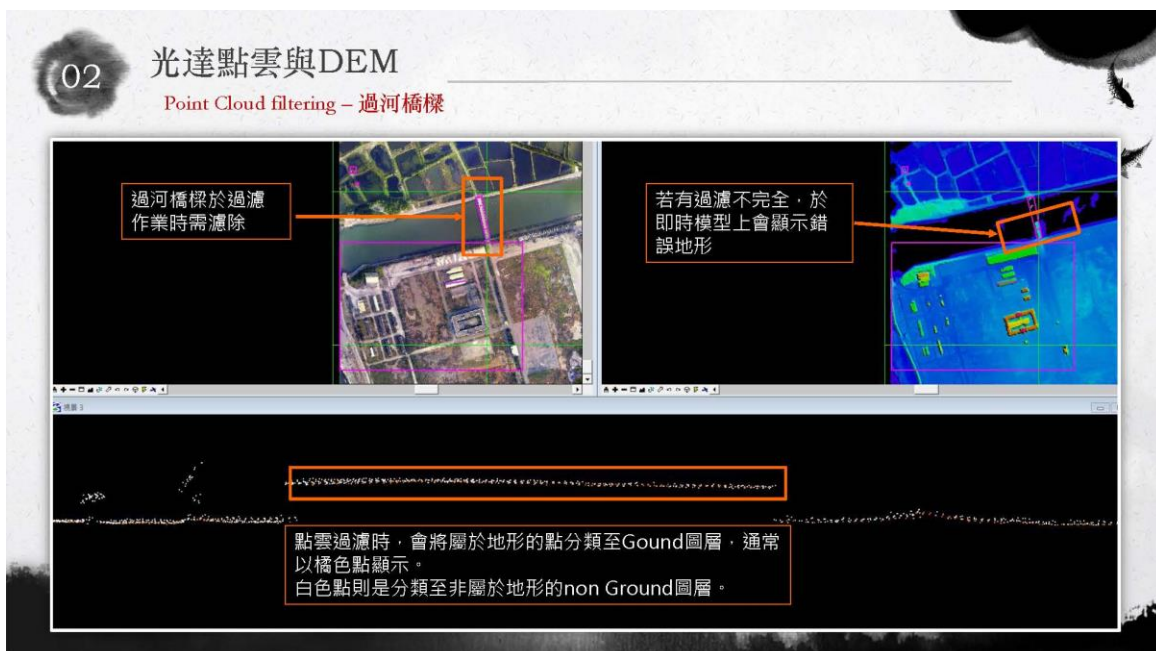 02
光達點雲與DEM
Point Cloud filtering – 過河橋樑
過河橋樑於過濾
作業時需濾除
若有過濾不完全，於
即時模型上會顯示錯
誤地形
視圖 3
點雲過濾時，會將屬於地形的點分類至Gound圖層，通常
以橘色點顯示。
白色點則是分類至非屬於地形的non Ground圖層。